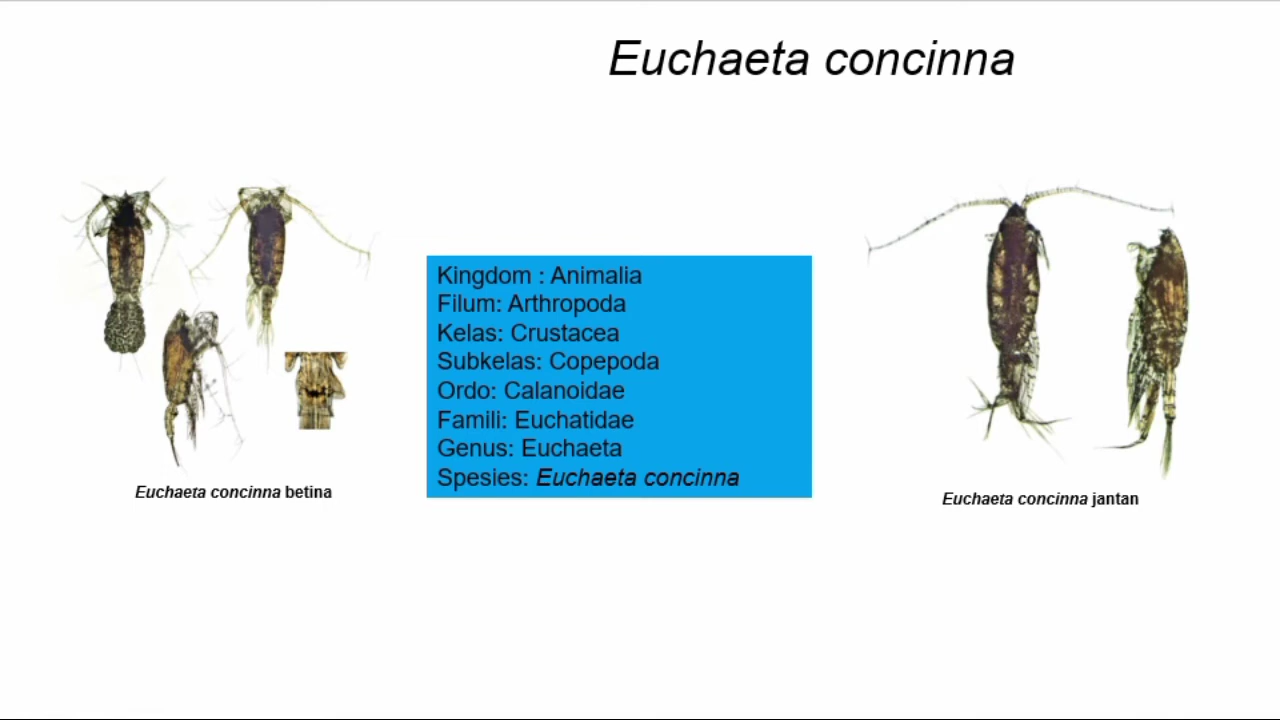 Euchaeta concinna
Kingdom : Animalia
Filum: Arthropoda
Kelas: Crustacea
Subkelas: Copepoda
Ordo: Calanoidae
Famili: Euchatidae
Genus: Euchaeta
Spesies: Euchaeta concinna
Euchaeta concinna betina
Euchaeta concinna jantan